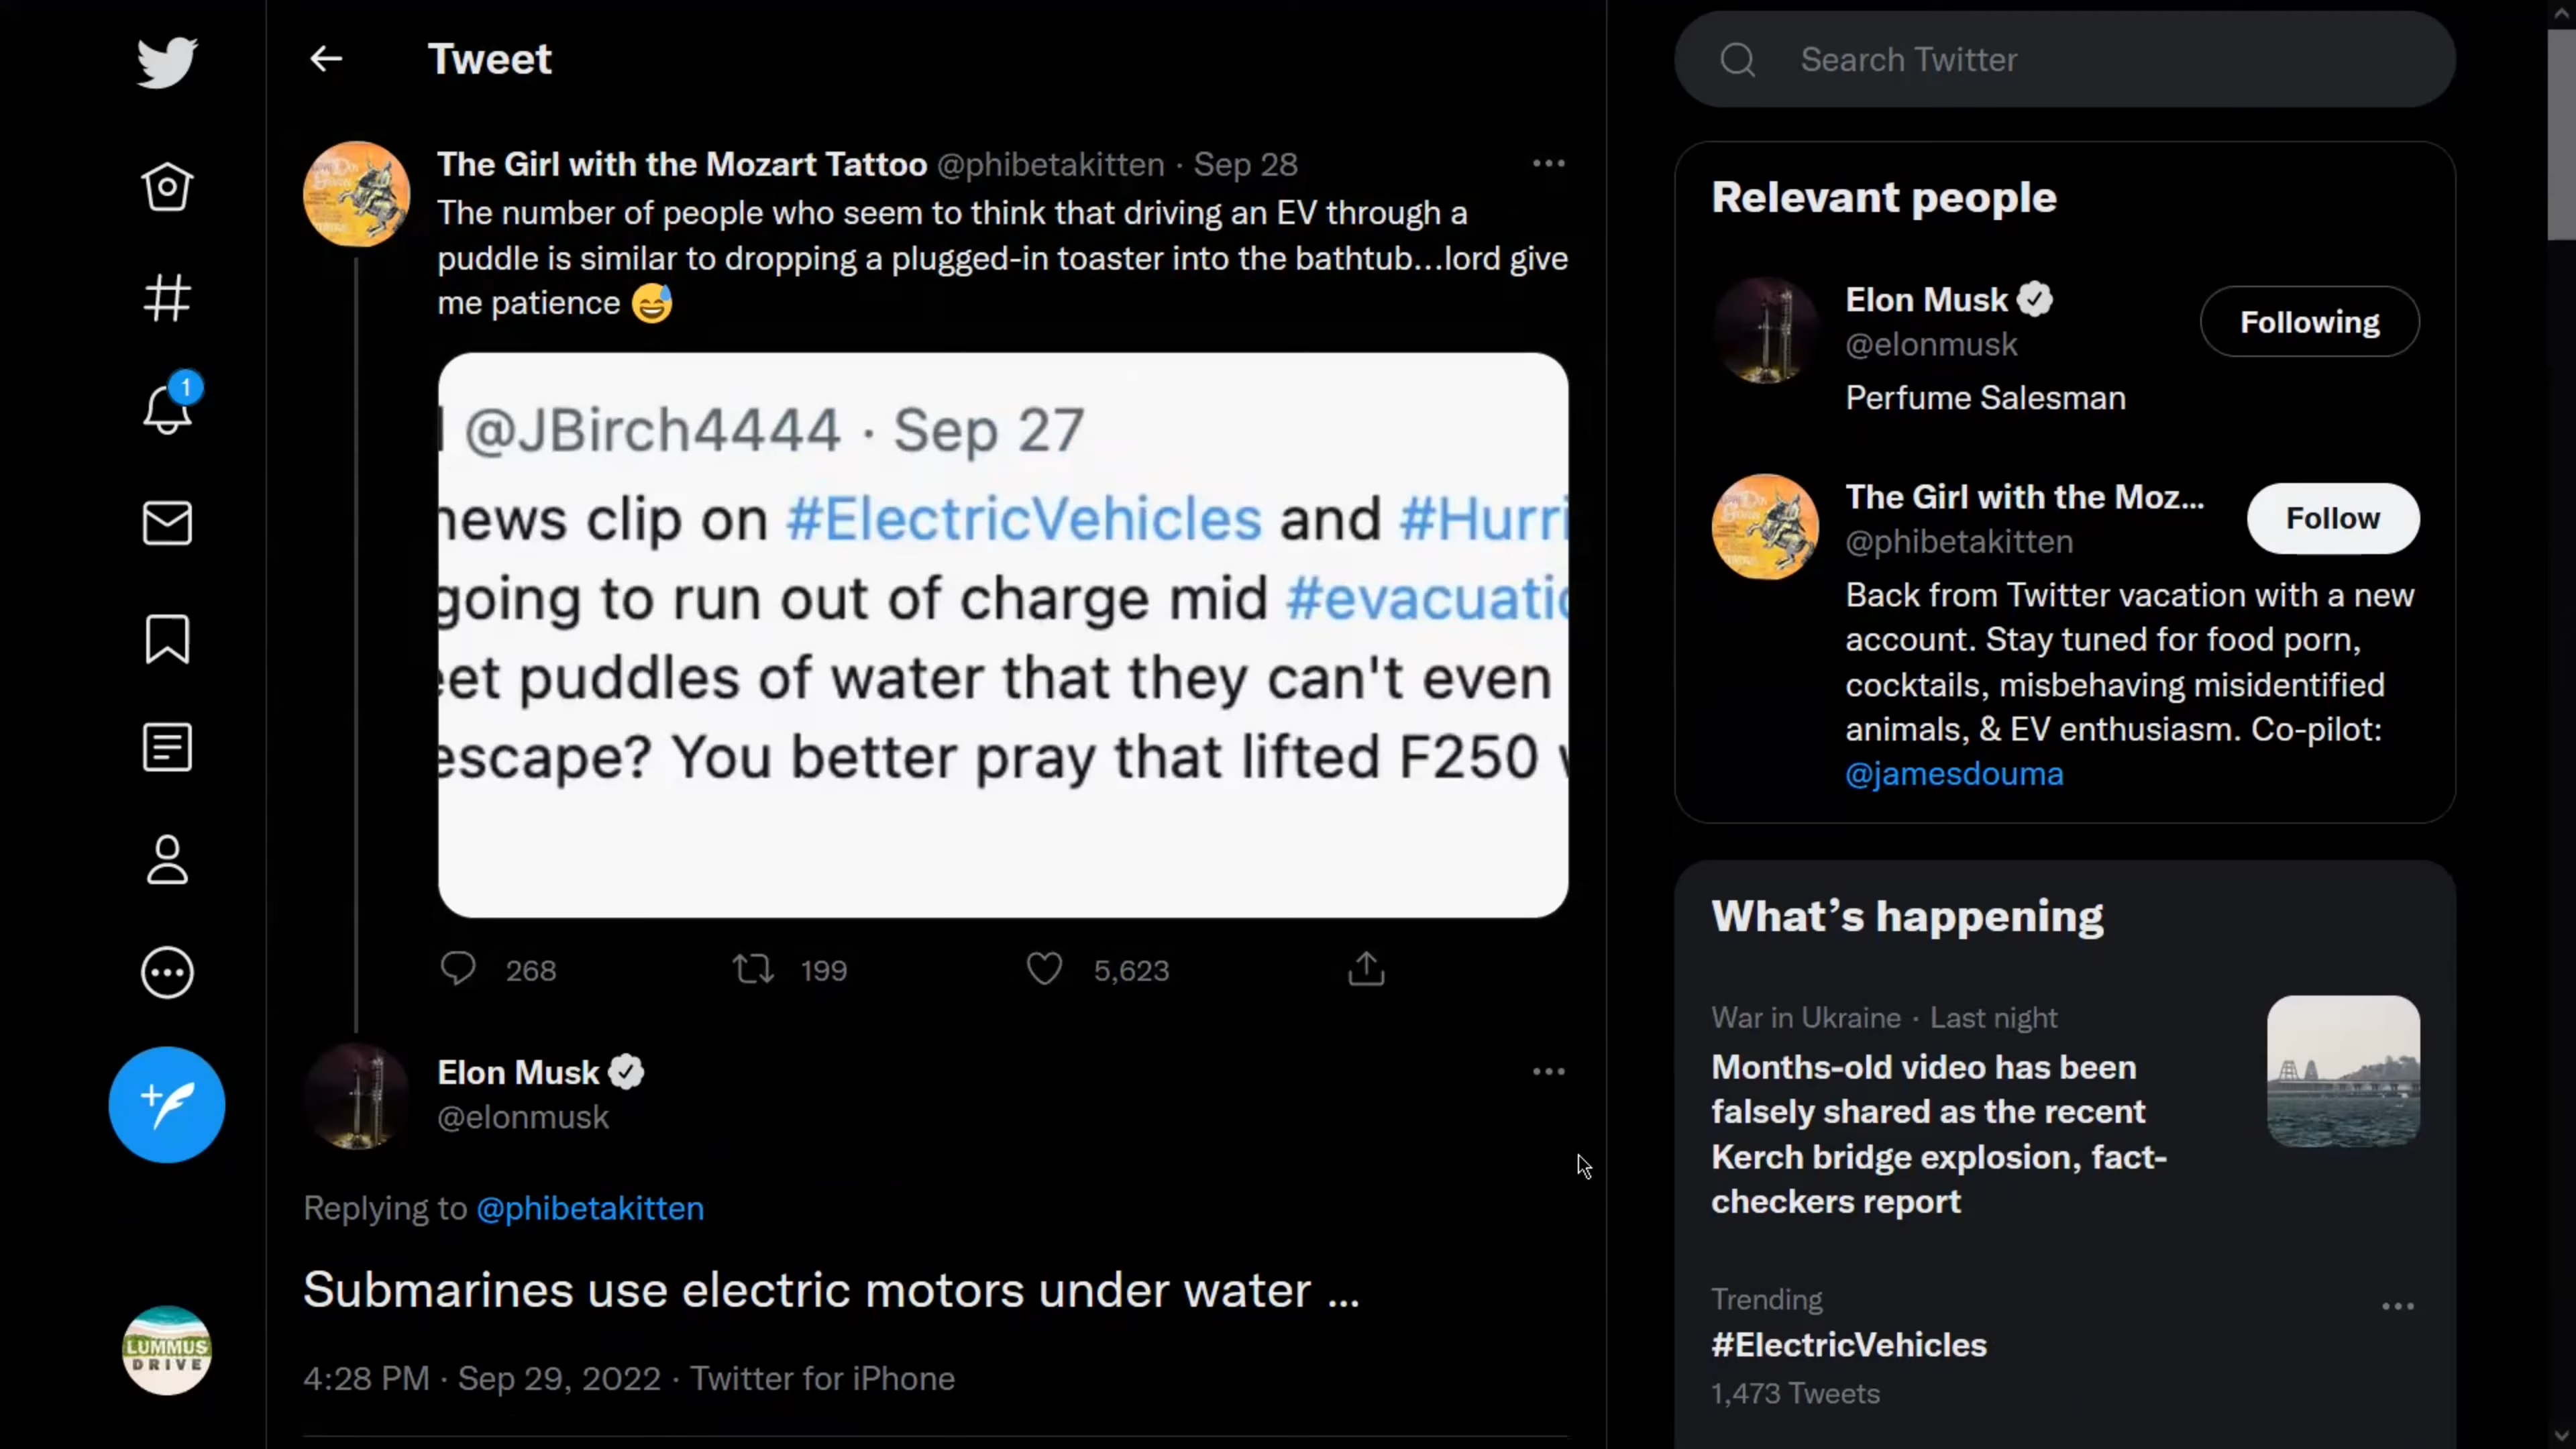 Tweet
The Girl with the Mozart Tattoo @phibetakitten · Sep 28
The number of people who seem to think that driving an EV through a
puddle is similar to dropping a plugged-in toaster into the bathtub...lord give
me patience 😅
@JBirch4444 · Sep 27
news clip on #ElectricVehicles and #Hurri
going to run out of charge mid #evacuatio
eet puddles of water that they can't even
escape? You better pray that lifted F250
268 199 5,623
Elon Musk
@elonmusk
Replying to @phibetakitten
Submarines use electric motors under water ...
4:28 PM · Sep 29, 2022 · Twitter for iPhone
1
LUMMUS
DRIVE
Search Twitter
Relevant people
Elon Musk
@elonmusk
Following
Perfume Salesman
The Girl with the Moz...
@phibetakitten
Follow
Back from Twitter vacation with a new
account. Stay tuned for food porn,
cocktails, misbehaving misidentified
animals, & EV enthusiasm. Co-pilot:
@jamesdouma
What's happening
War in Ukraine · Last night
Months-old video has been
falsely shared as the recent
Kerch bridge explosion, fact-
checkers report
Trending
#ElectricVehicles
1,473 Tweets